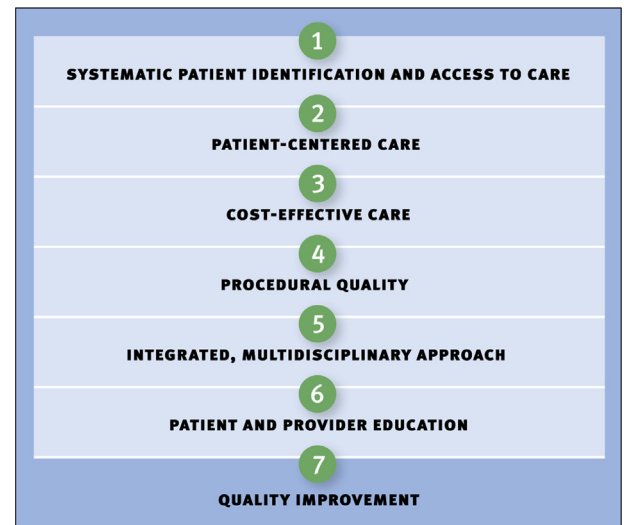 1
SYSTEMATIC PATIENT IDENTIFICATION AND ACCESS TO CARE
2
PATIENT-CENTERED CARE
3
COST-EFFECTIVE CARE
4
PROCEDURAL QUALITY
5
INTEGRATED, MULTIDISCIPLINARY APPROACH
6
PATIENT AND PROVIDER EDUCATION
7
QUALITY IMPROVEMENT